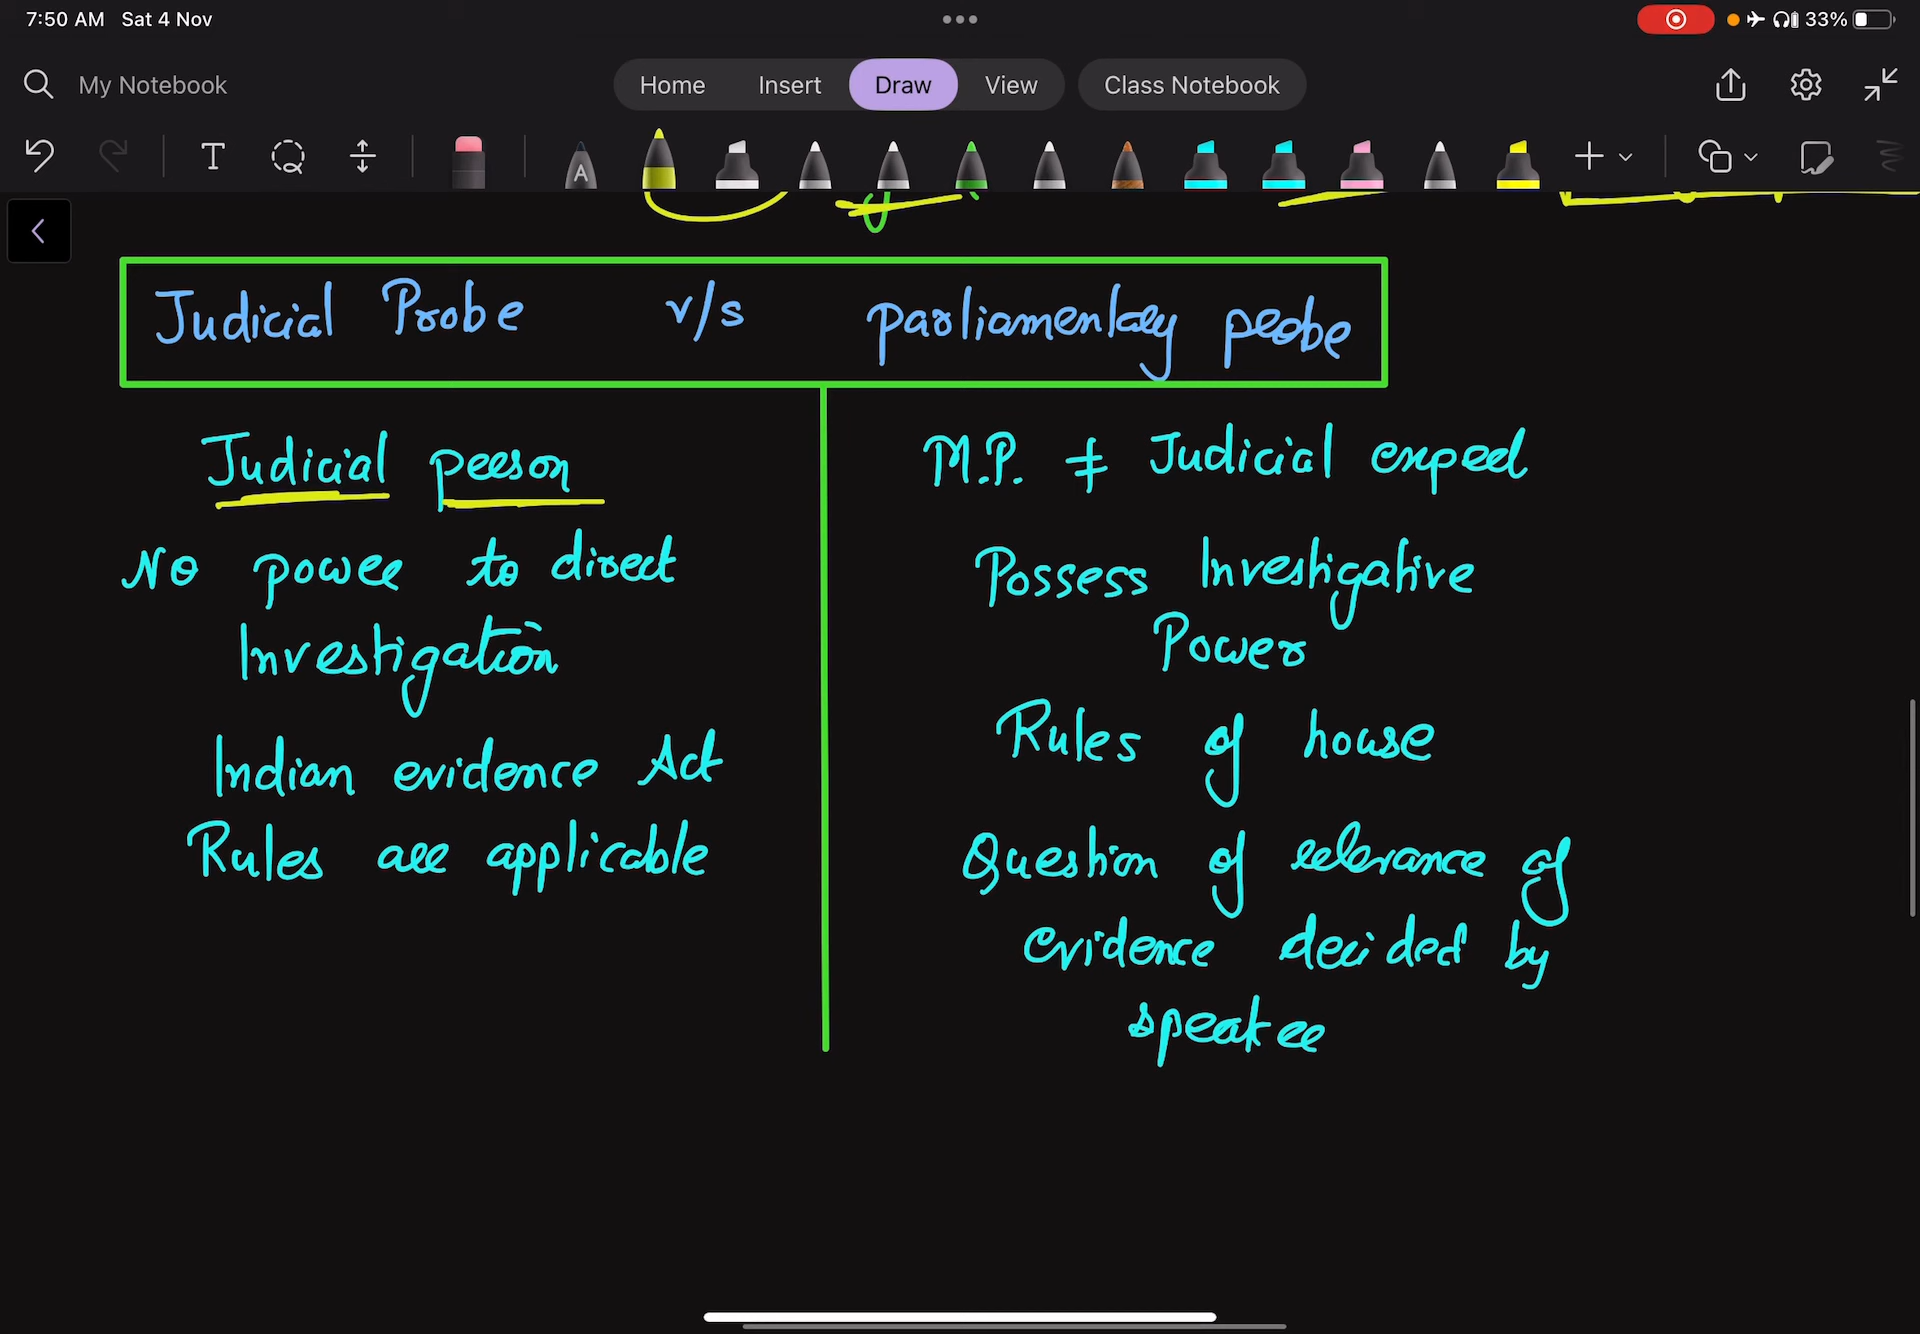 7:50 AM Sat 4 Nov
33%
My Notebook
Home Insert Draw View Class Notebook
T
A
Judicial Probe v/s parliamentary probe
Judicial person
No power to direct
Investigation
Indian evidence Act
Rules are applicable
M.P. ≠ Judicial expert
Possess Investigative
Power
Rules of house
Question of relevance of
evidence decided by
speaker